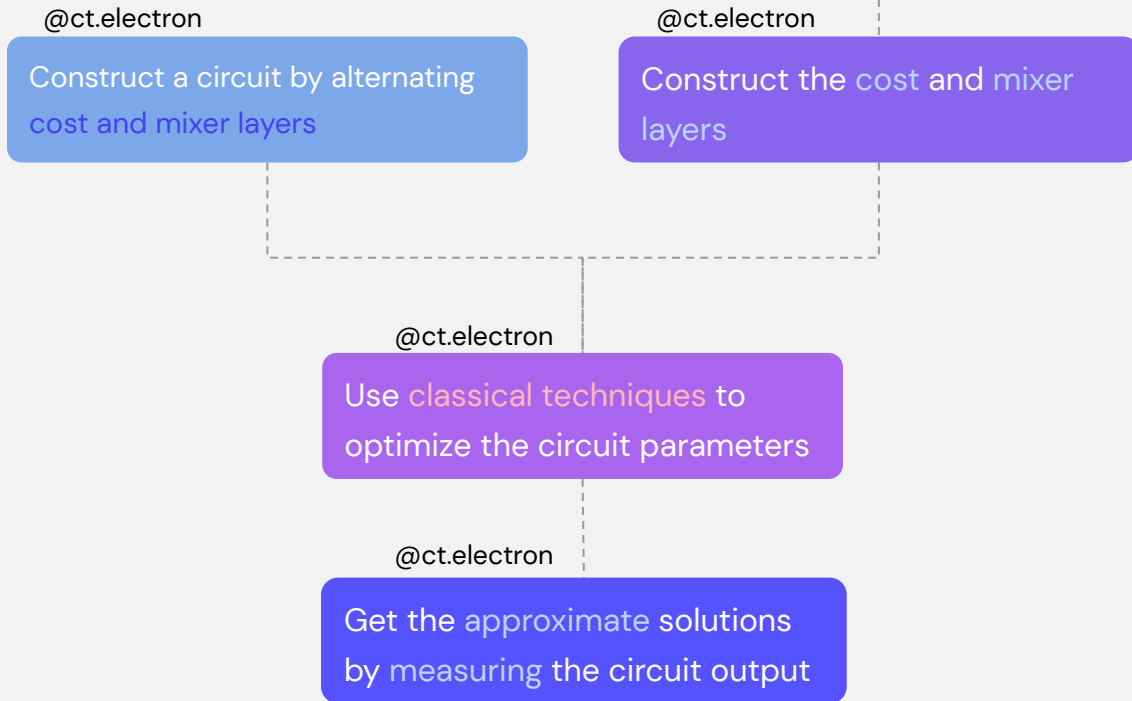 @ct.electron
Construct a circuit by alternating
cost and mixer layers
@ct.electron
Construct the cost and mixer
layers
@ct.electron
Use classical techniques to
optimize the circuit parameters
@ct.electron
Get the approximate solutions
by measuring the circuit output